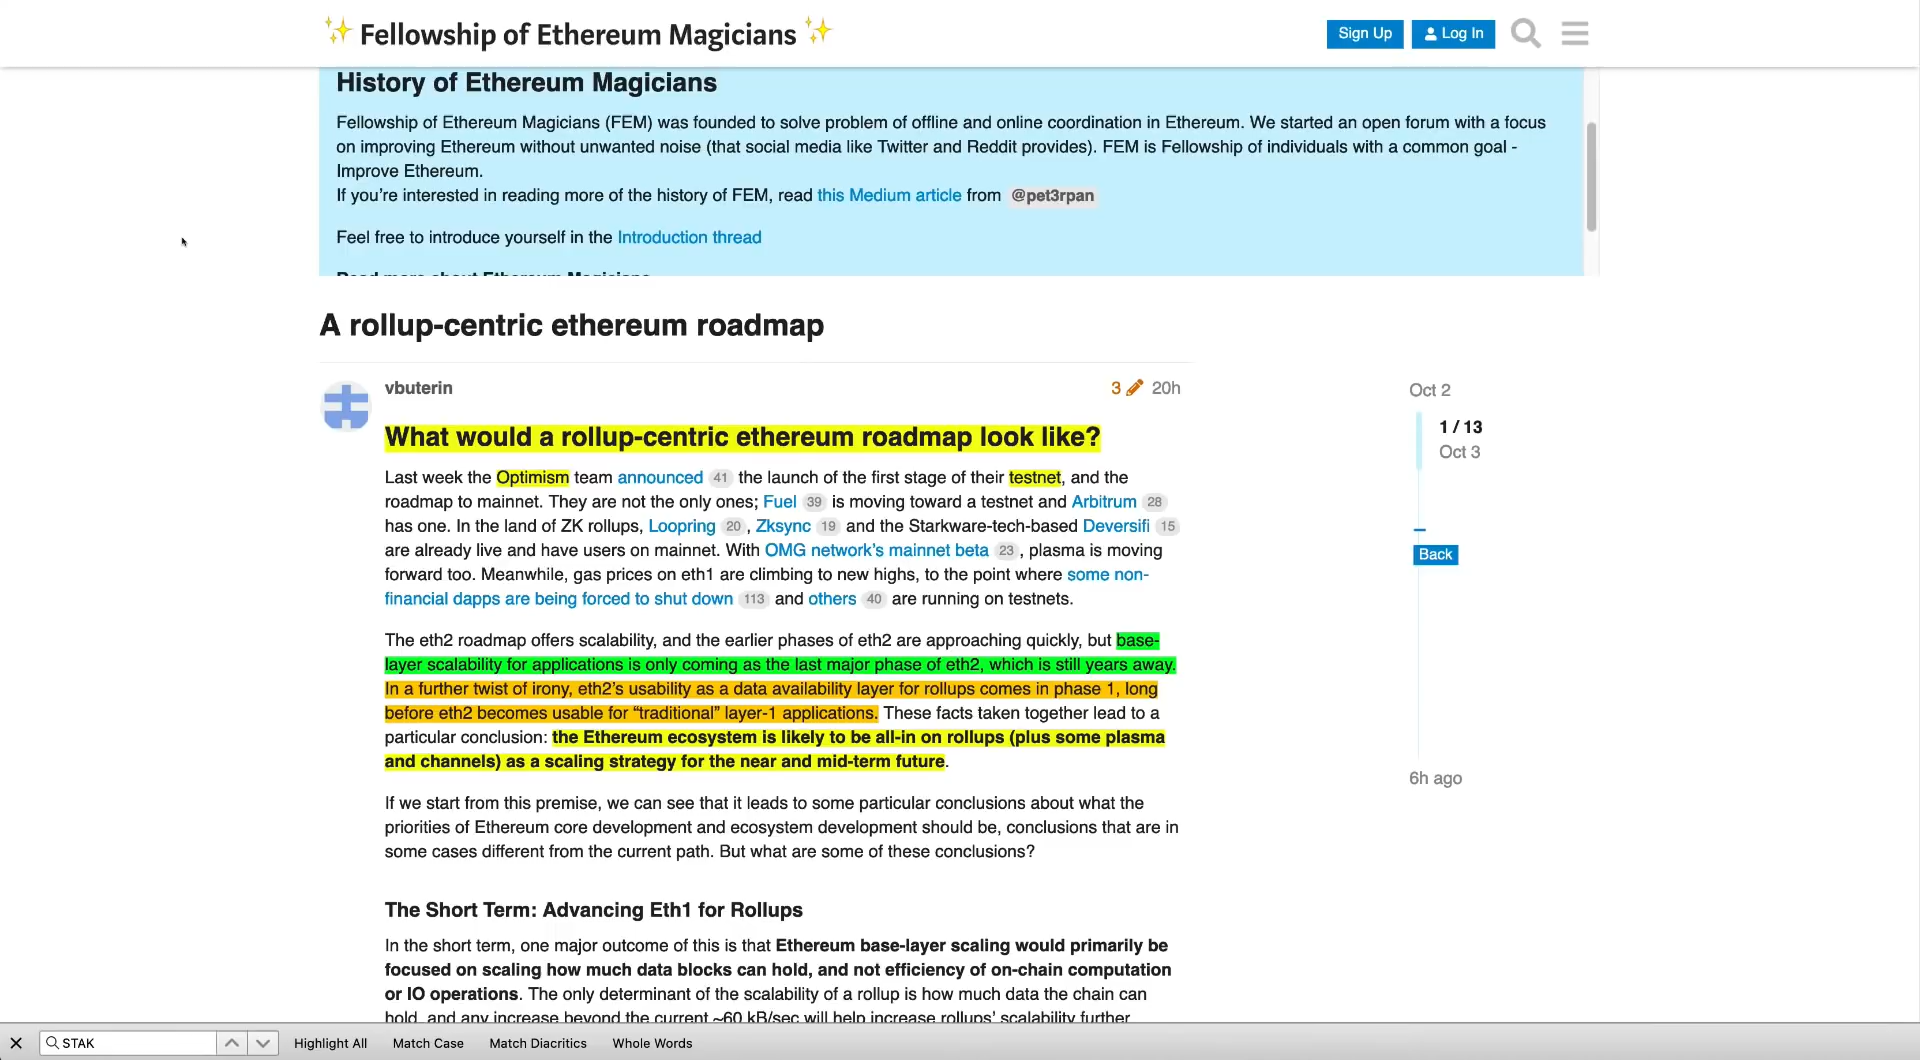 ✨ Fellowship of Ethereum Magicians ✨
Sign Up
Log In
History of Ethereum Magicians
Fellowship of Ethereum Magicians (FEM) was founded to solve problem of offline and online coordination in Ethereum. We started an open forum with a focus
on improving Ethereum without unwanted noise (that social media like Twitter and Reddit provides). FEM is Fellowship of individuals with a common goal -
Improve Ethereum.
If you’re interested in reading more of the history of FEM, read this Medium article from @pet3rpan
Feel free to introduce yourself in the Introduction thread
Read more about Ethereum Magicians
A rollup-centric ethereum roadmap
vbuterin
3
20h
What would a rollup-centric ethereum roadmap look like?
Last week the Optimism team announced 41 the launch of the first stage of their testnet, and the
roadmap to mainnet. They are not the only ones; Fuel 39 is moving toward a testnet and Arbitrum 28
has one. In the land of ZK rollups, Loopring 20 , Zksync 19 and the Starkware-tech-based Deversifi 15
are already live and have users on mainnet. With OMG network’s mainnet beta 23 , plasma is moving
forward too. Meanwhile, gas prices on eth1 are climbing to new highs, to the point where some non-
financial dapps are being forced to shut down 113 and others 40 are running on testnets.
The eth2 roadmap offers scalability, and the earlier phases of eth2 are approaching quickly, but base-
layer scalability for applications is only coming as the last major phase of eth2, which is still years away.
In a further twist of irony, eth2’s usability as a data availability layer for rollups comes in phase 1, long
before eth2 becomes usable for “traditional” layer-1 applications. These facts taken together lead to a
particular conclusion: the Ethereum ecosystem is likely to be all-in on rollups (plus some plasma
and channels) as a scaling strategy for the near and mid-term future.
If we start from this premise, we can see that it leads to some particular conclusions about what the
priorities of Ethereum core development and ecosystem development should be, conclusions that are in
some cases different from the current path. But what are some of these conclusions?
The Short Term: Advancing Eth1 for Rollups
In the short term, one major outcome of this is that Ethereum base-layer scaling would primarily be
focused on scaling how much data blocks can hold, and not efficiency of on-chain computation
or IO operations. The only determinant of the scalability of a rollup is how much data the chain can
hold, and any increase beyond the current ~60 kB/sec will help increase rollups’ scalability further.
Oct 2
1 / 13
Oct 3
Back
6h ago
STAK
Highlight All
Match Case
Match Diacritics
Whole Words